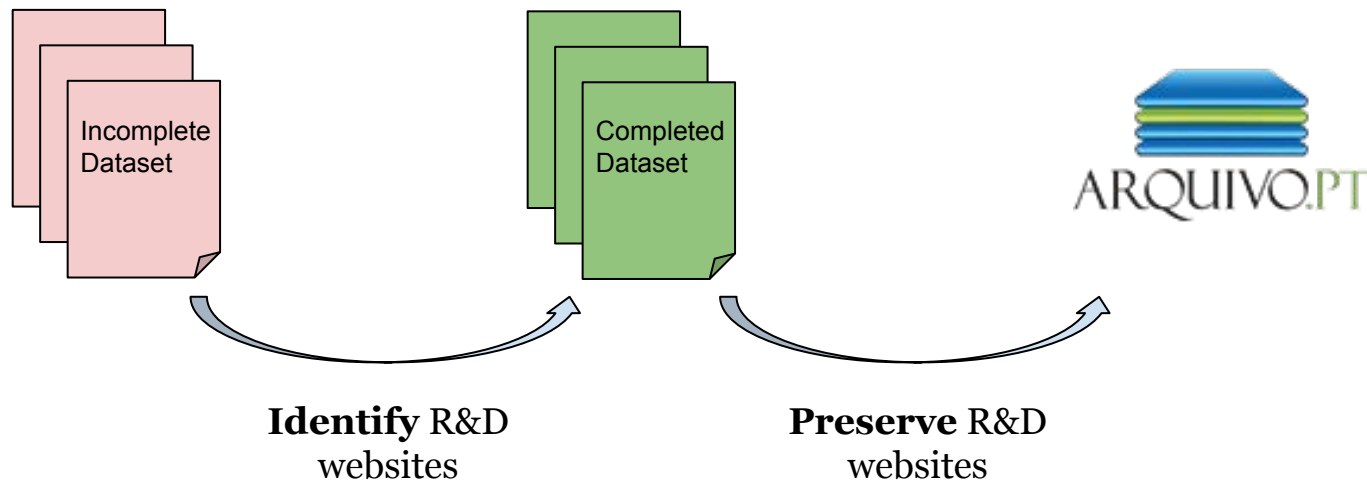 Incomplete
Dataset
Completed
Dataset
ARQUIVO.PT
Identify R&D
websites
Preserve R&D
websites